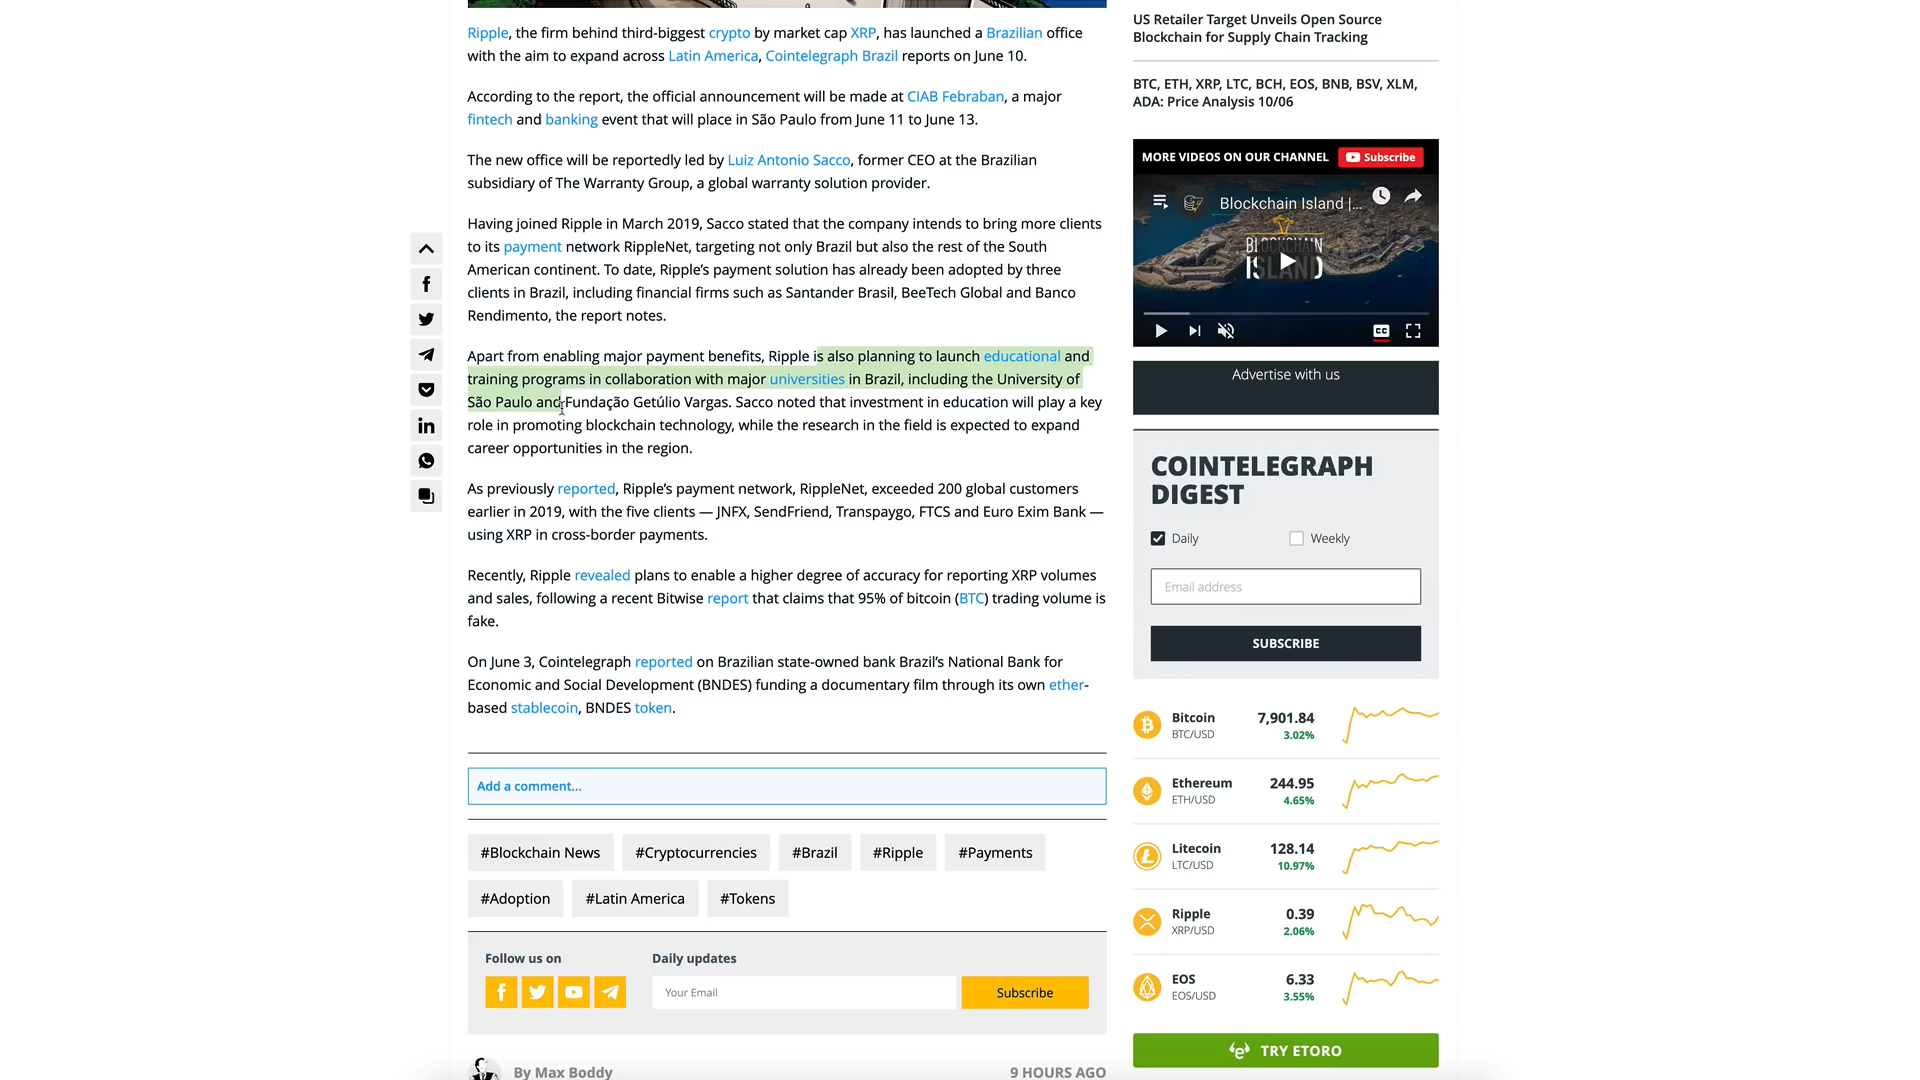 Ripple, the firm behind third-biggest crypto by market cap XRP, has launched a Brazilian office
with the aim to expand across Latin America, Cointelegraph Brazil reports on June 10.
According to the report, the official announcement will be made at CIAB Febraban, a major
fintech and banking event that will place in São Paulo from June 11 to June 13.
The new office will be reportedly led by Luiz Antonio Sacco, former CEO at the Brazilian
subsidiary of The Warranty Group, a global warranty solution provider.
Having joined Ripple in March 2019, Sacco stated that the company intends to bring more clients
to its payment network RippleNet, targeting not only Brazil but also the rest of the South
American continent. To date, Ripple's payment solution has already been adopted by three
clients in Brazil, including financial firms such as Santander Brasil, BeeTech Global and Banco
Rendimento, the report notes.
Apart from enabling major payment benefits, Ripple is also planning to launch educational and
training programs in collaboration with major universities in Brazil, including the University of
São Paulo and Fundação Getúlio Vargas. Sacco noted that investment in education will play a key
role in promoting blockchain technology, while the research in the field is expected to expand
career opportunities in the region.
As previously reported, Ripple's payment network, RippleNet, exceeded 200 global customers
earlier in 2019, with the five clients — JNFX, SendFriend, Transpaygo, FTCS and Euro Exim Bank —
using XRP in cross-border payments.
Recently, Ripple revealed plans to enable a higher degree of accuracy for reporting XRP volumes
and sales, following a recent Bitwise report that claims that 95% of bitcoin (BTC) trading volume is
fake.
On June 3, Cointelegraph reported on Brazilian state-owned bank Brazil's National Bank for
Economic and Social Development (BNDES) funding a documentary film through its own ether-
based stablecoin, BNDES token.
Add a comment...
#Blockchain News #Cryptocurrencies #Brazil #Ripple #Payments
#Adoption #Latin America #Tokens
Follow us on
Daily updates
Your Email
Subscribe
By Max Boddy
9 HOURS AGO
US Retailer Target Unveils Open Source
Blockchain for Supply Chain Tracking
BTC, ETH, XRP, LTC, BCH, EOS, BNB, BSV, XLM,
ADA: Price Analysis 10/06
MORE VIDEOS ON OUR CHANNEL
Subscribe
Blockchain Island |...
BLOCKCHAIN
ISLAND
CC
Advertise with us
COINTELEGRAPH
DIGEST
Daily
Weekly
Email address
SUBSCRIBE
Bitcoin 7,901.84
BTC/USD 3.02%
Ethereum 244.95
ETH/USD 4.65%
Litecoin 128.14
LTC/USD 10.97%
Ripple 0.39
XRP/USD 2.06%
EOS 6.33
EOS/USD 3.55%
TRY ETORO